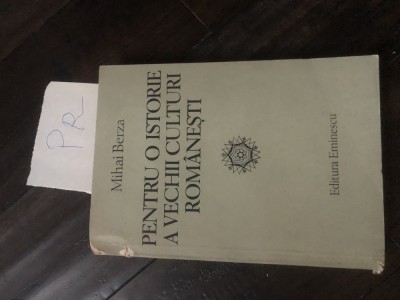 PR
Mihai Berza
PENTRU O ISTORIE
A VECHII CULTURI
ROMÂNEȘTI
Editura Eminescu